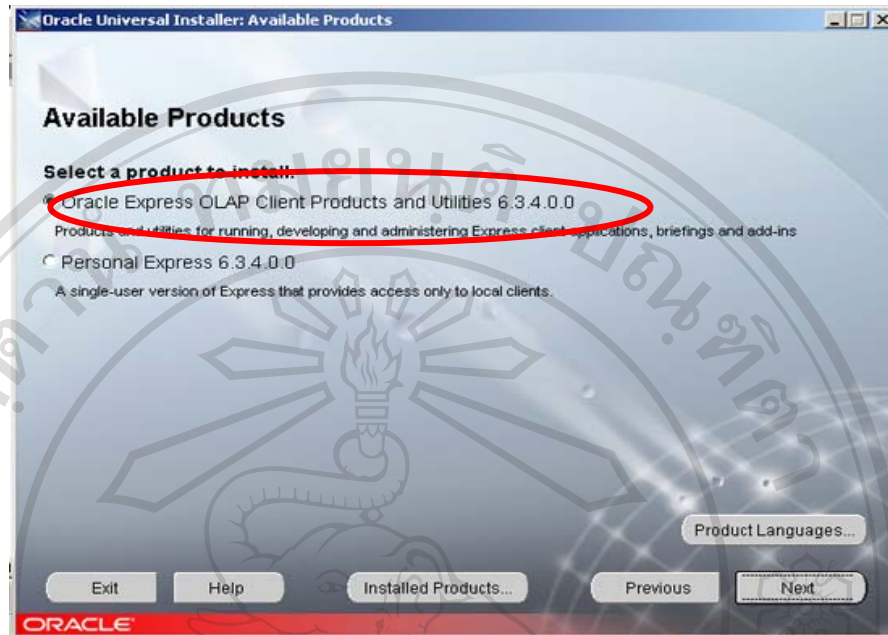 Oracle Universal Installer: Available Products
Available Products
Select a product to install:
Oracle Express OLAP Client Products and Utilities 6.3.4.0.0
Products and utilities for running, developing and administering Express client applications, briefings and add-ins
Personal Express 6.3.4.0.0
A single-user version of Express that provides access only to local clients.
Product Languages...
Exit Help Installed Products... Previous Next
ORACLE